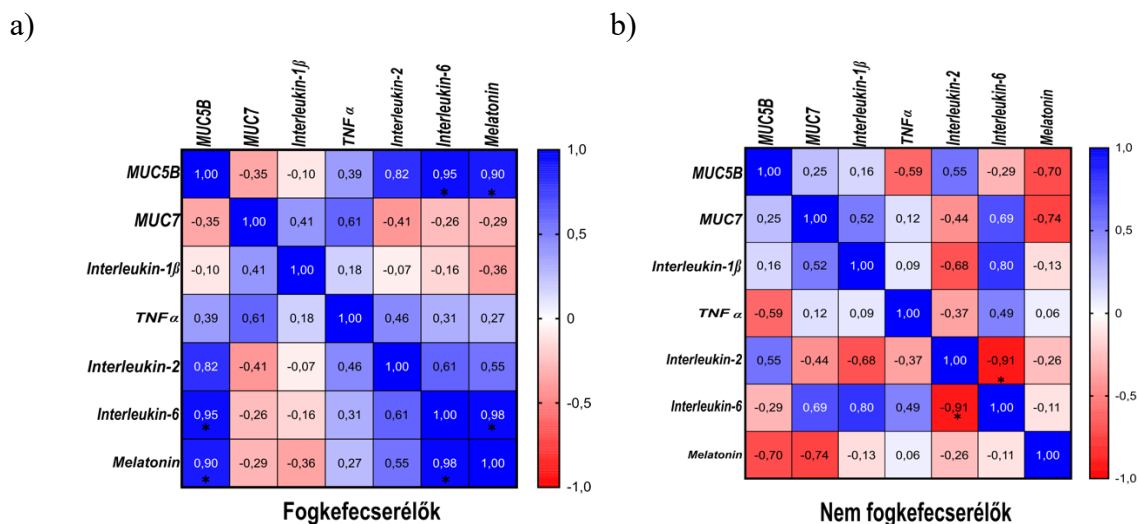 a)
MUC5B MUC7 Interleukin-1β TNFα Interleukin-2 Interleukin-6 Melatonin
MUC5B 1,00 -0,35 -0,10 0,39 0,82 0,95 * 0,90 *
MUC7 -0,35 1,00 0,41 0,61 -0,41 -0,26 -0,29
Interleukin-1β -0,10 0,41 1,00 0,18 -0,07 -0,16 -0,36
TNFα 0,39 0,61 0,18 1,00 0,46 0,31 0,27
Interleukin-2 0,82 -0,41 -0,07 0,46 1,00 0,61 0,55
Interleukin-6 0,95 * -0,26 -0,16 0,31 0,61 1,00 0,98 *
Melatonin 0,90 * -0,29 -0,36 0,27 0,55 0,98 * 1,00
1,0
0,5
0
-0,5
-1,0
Fogkefecserélők
b)
MUC5B MUC7 Interleukin-1β TNFα Interleukin-2 Interleukin-6 Melatonin
MUC5B 1,00 0,25 0,16 -0,59 0,55 -0,29 -0,70
MUC7 0,25 1,00 0,52 0,12 -0,44 0,69 -0,74
Interleukin-1β 0,16 0,52 1,00 0,09 -0,68 0,80 -0,13
TNFα -0,59 0,12 0,09 1,00 -0,37 0,49 0,06
Interleukin-2 0,55 -0,44 -0,68 -0,37 1,00 -0,91 * -0,26
Interleukin-6 -0,29 0,69 0,80 0,49 -0,91 * 1,00 -0,11
Melatonin -0,70 -0,74 -0,13 0,06 -0,26 -0,11 1,00
1,0
0,5
0
-0,5
-1,0
Nem fogkefecserélők